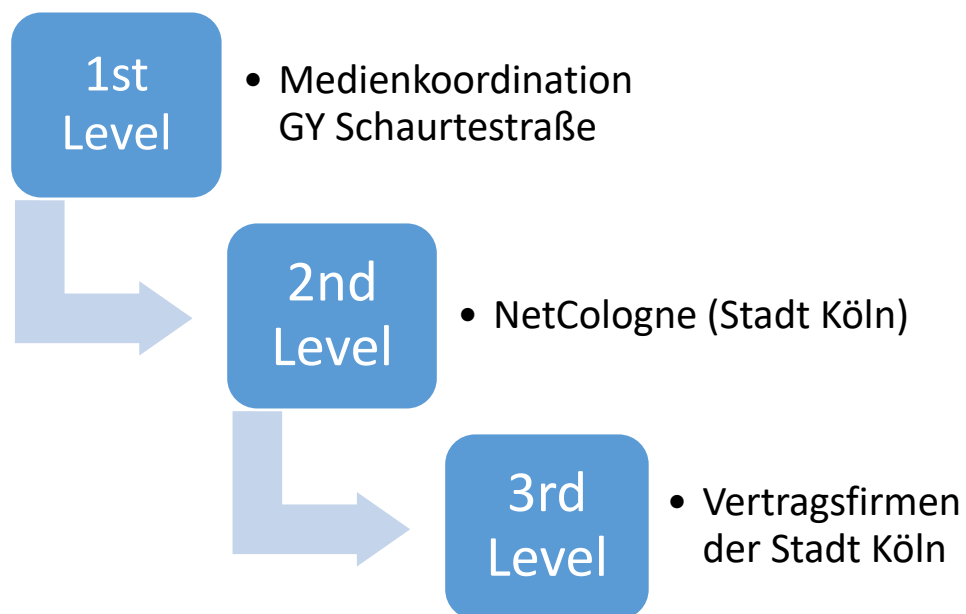 1st
Level
• Medienkoordination
GY Schaurtestraße
2nd
Level
• NetCologne (Stadt Köln)
3rd
Level
• Vertragsfirmen
der Stadt Köln